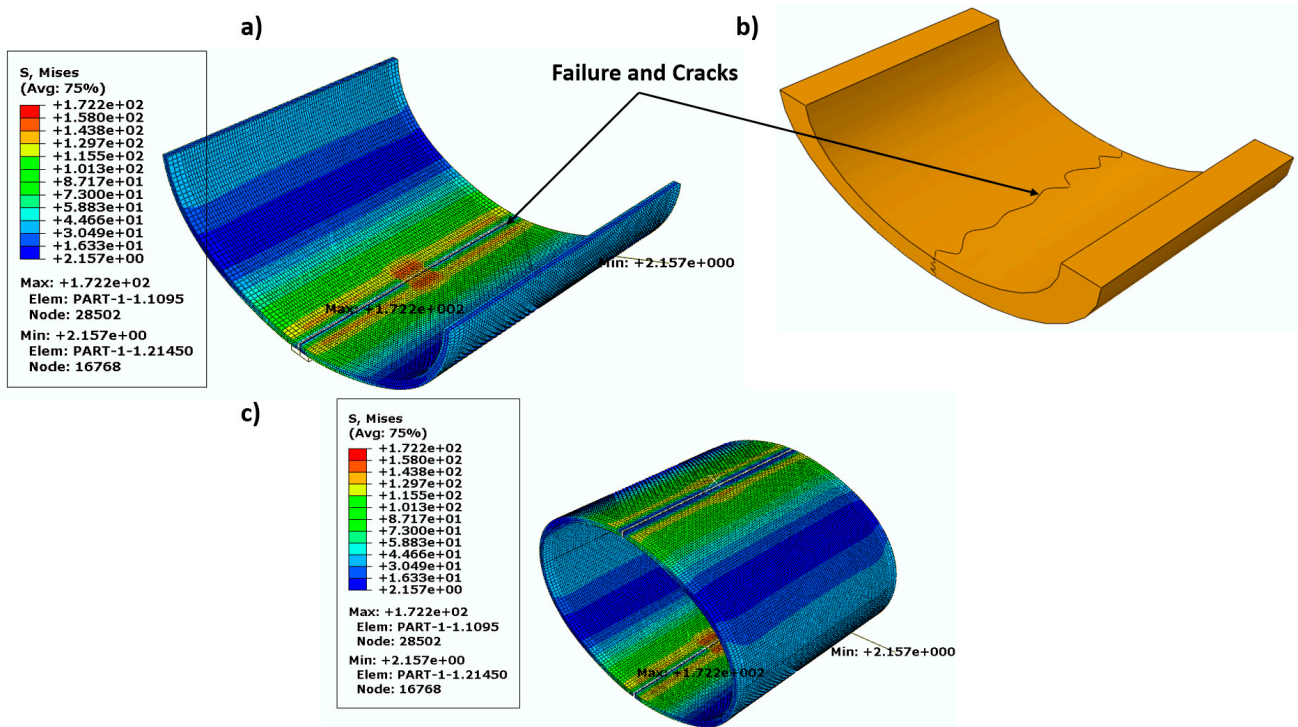 a)
S, Mises
(Avg: 75%)
+1.722e+02
+1.580e+02
+1.438e+02
+1.297e+02
+1.155e+02
+1.013e+02
+8.717e+01
+7.300e+01
+5.883e+01
+4.466e+01
+3.049e+01
+1.633e+01
+2.157e+00
Max: +1.722e+02
Elem: PART-1-1.1095
Node: 28502
Min: +2.157e+00
Elem: PART-1-1.21450
Node: 16768
Min: +2.157e+000
Max: +1.722e+002
Failure and Cracks
b)
c)
S, Mises
(Avg: 75%)
+1.722e+02
+1.580e+02
+1.438e+02
+1.297e+02
+1.155e+02
+1.013e+02
+8.717e+01
+7.300e+01
+5.883e+01
+4.466e+01
+3.049e+01
+1.633e+01
+2.157e+00
Max: +1.722e+02
Elem: PART-1-1.1095
Node: 28502
Min: +2.157e+00
Elem: PART-1-1.21450
Node: 16768
Min: +2.157e+000
Max: +1.722e+002